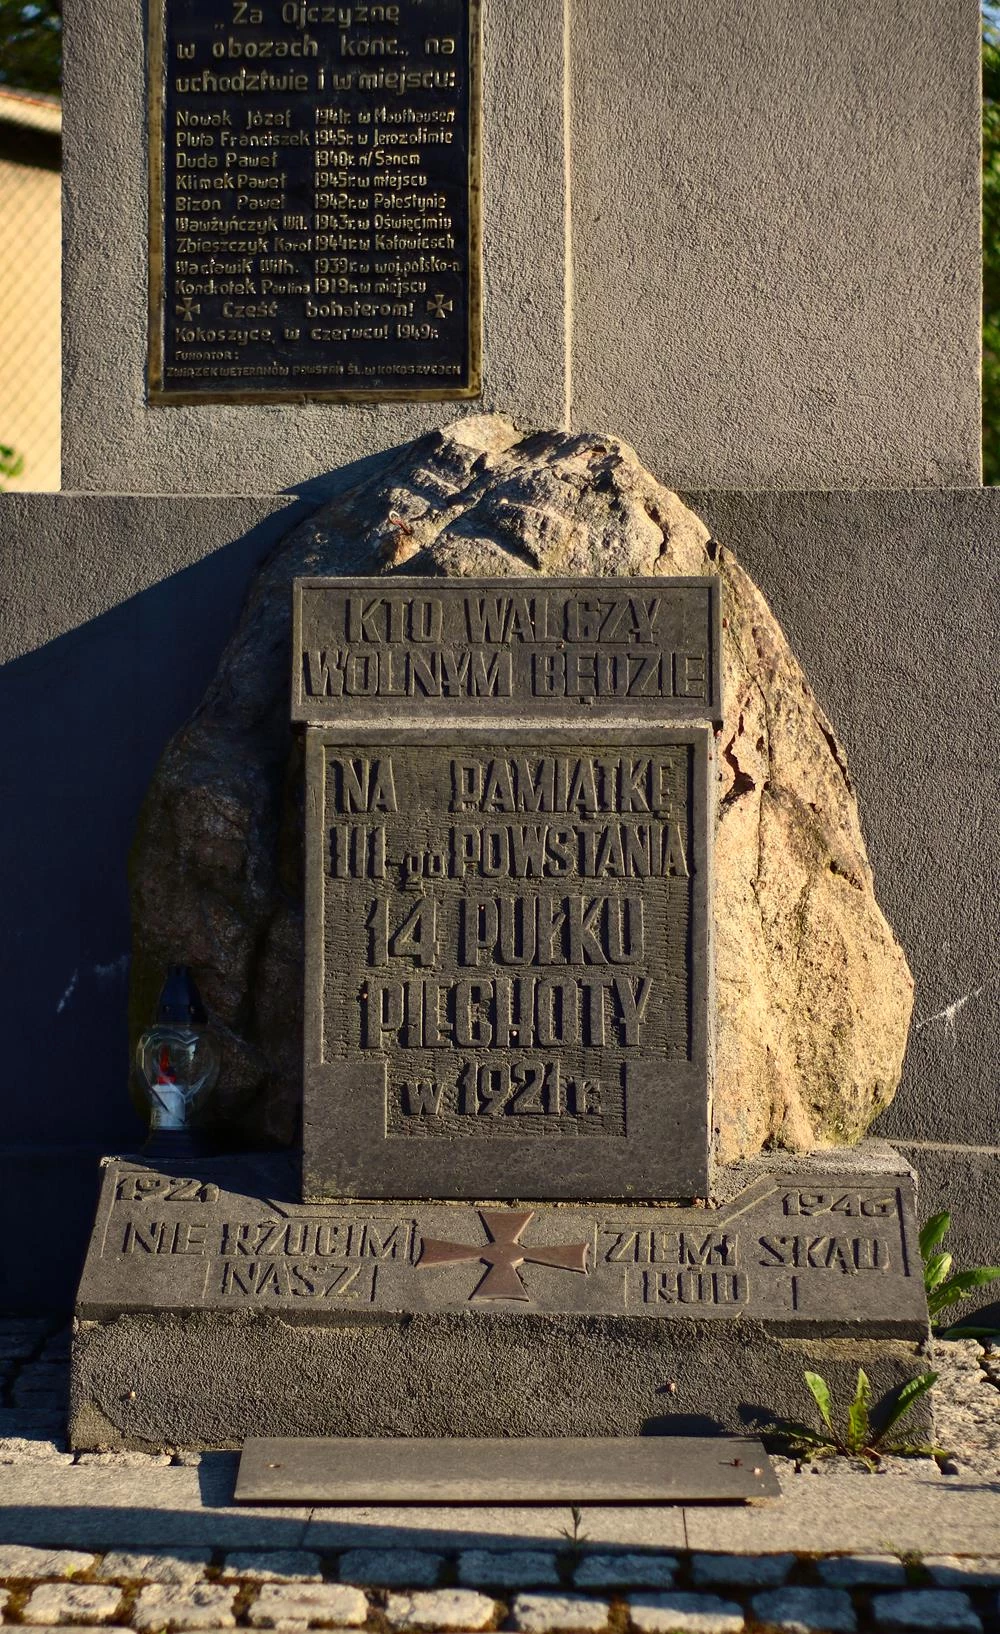 „Za Ojczyznę"
w obozach konc., na
uchodztwie i w miejscu:
Nowak Józef 1941r. w Mauthausen
Pluta Franciszek 1945r. w Jerozolimie
Duda Paweł 1940r. n/Sanem
Klimek Paweł 1945r. w miejscu
Bizon Paweł 1942r. w Palestynie
Wawżyńczyk Wil. 1943r. w Oświęcimiu
Zbieszczyk Karol 1944r. w Katowicach
Wacławik Wilh. 1939r. w woj. polsko-n.
Kondrotek Paulina 1919r. w miejscu
Cześć bohaterom!
Kokoszyce, w czerwcu! 1949r.
FUNDATOR:
ZWIĄZEK WETERANÓW POWSTAŃ ŚL. W KOKOSZYCACH
KTO WALCZY
WOLNYM BĘDZIE
NA PAMIĄTKĘ
III-go POWSTANIA
14 PUŁKU
PIECHOTY
w 1921 r.
1921 1946
NIE RZUCIM ZIEMI SKĄD
NASZ RÓD